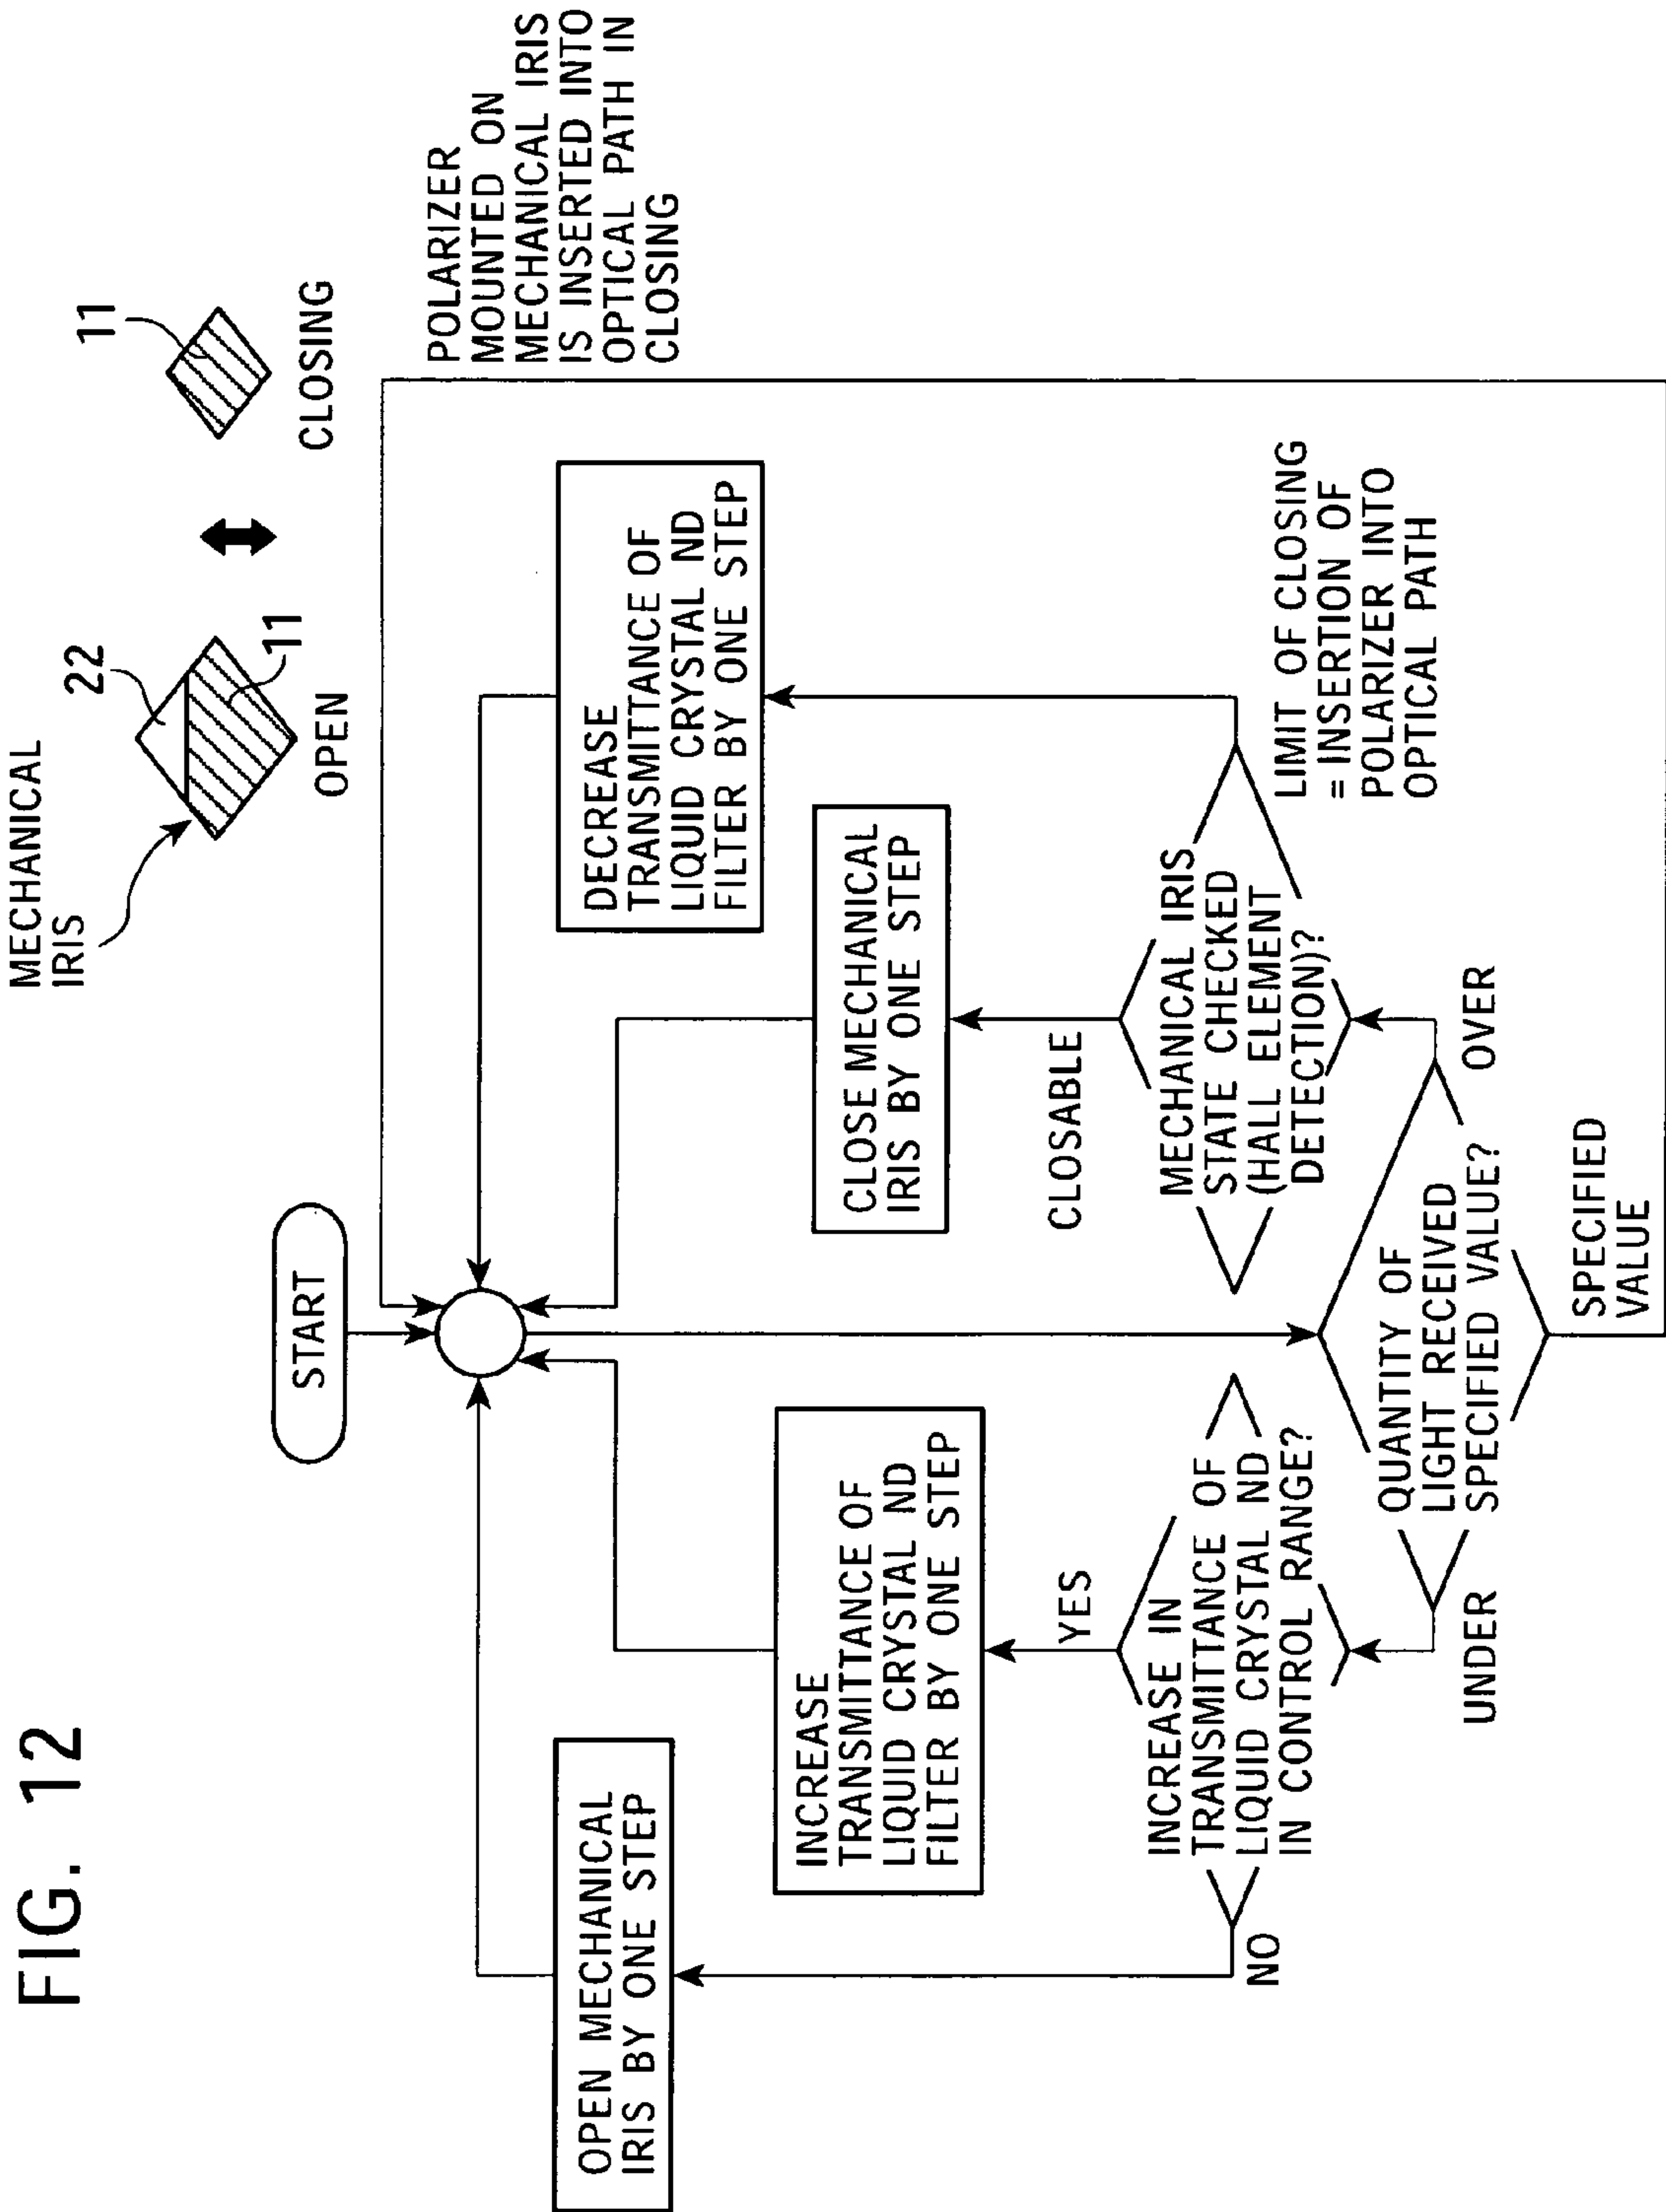 FIG. 12
MECHANICAL
IRIS
22
11
OPEN
11
CLOSING
POLARIZER
MOUNTED ON
MECHANICAL IRIS
IS INSERTED INTO
OPTICAL PATH IN
CLOSING
START
OPEN MECHANICAL
IRIS BY ONE STEP
INCREASE
TRANSMITTANCE OF
LIQUID CRYSTAL ND
FILTER BY ONE STEP
CLOSE MECHANICAL
IRIS BY ONE STEP
DECREASE
TRANSMITTANCE OF
LIQUID CRYSTAL ND
FILTER BY ONE STEP
YES
INCREASE IN
TRANSMITTANCE OF
LIQUID CRYSTAL ND
IN CONTROL RANGE?
NO
CLOSABLE
MECHANICAL IRIS
STATE CHECKED
(HALL ELEMENT
DETECTION)?
LIMIT OF CLOSING
= INSERTION OF
POLARIZER INTO
OPTICAL PATH
UNDER
QUANTITY OF
LIGHT RECEIVED
SPECIFIED VALUE?
OVER
SPECIFIED
VALUE